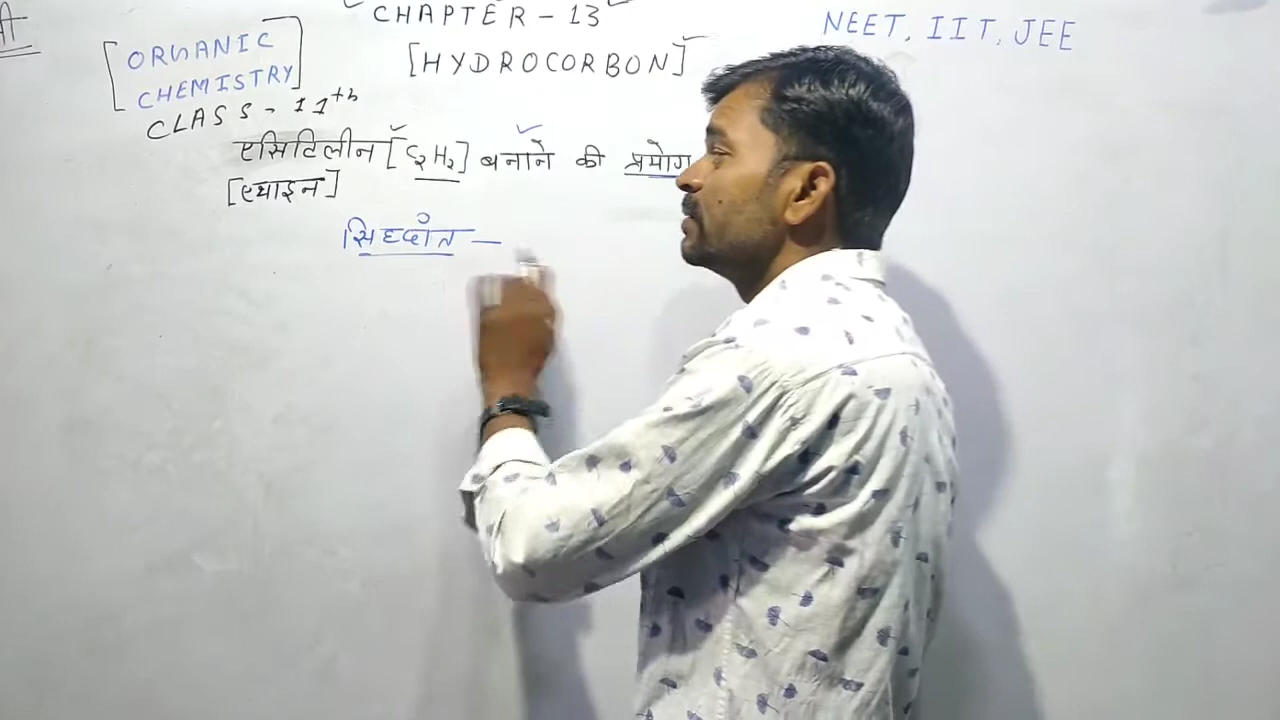 CHAPTER - 13
NEET, IIT, JEE
[ORGANIC
CHEMISTRY]
[HYDROCORBON]
CLASS - 11th
एसिटिलीन [C2H2] बनाने की प्रयोग
[एथाइन]
सिद्दांत -